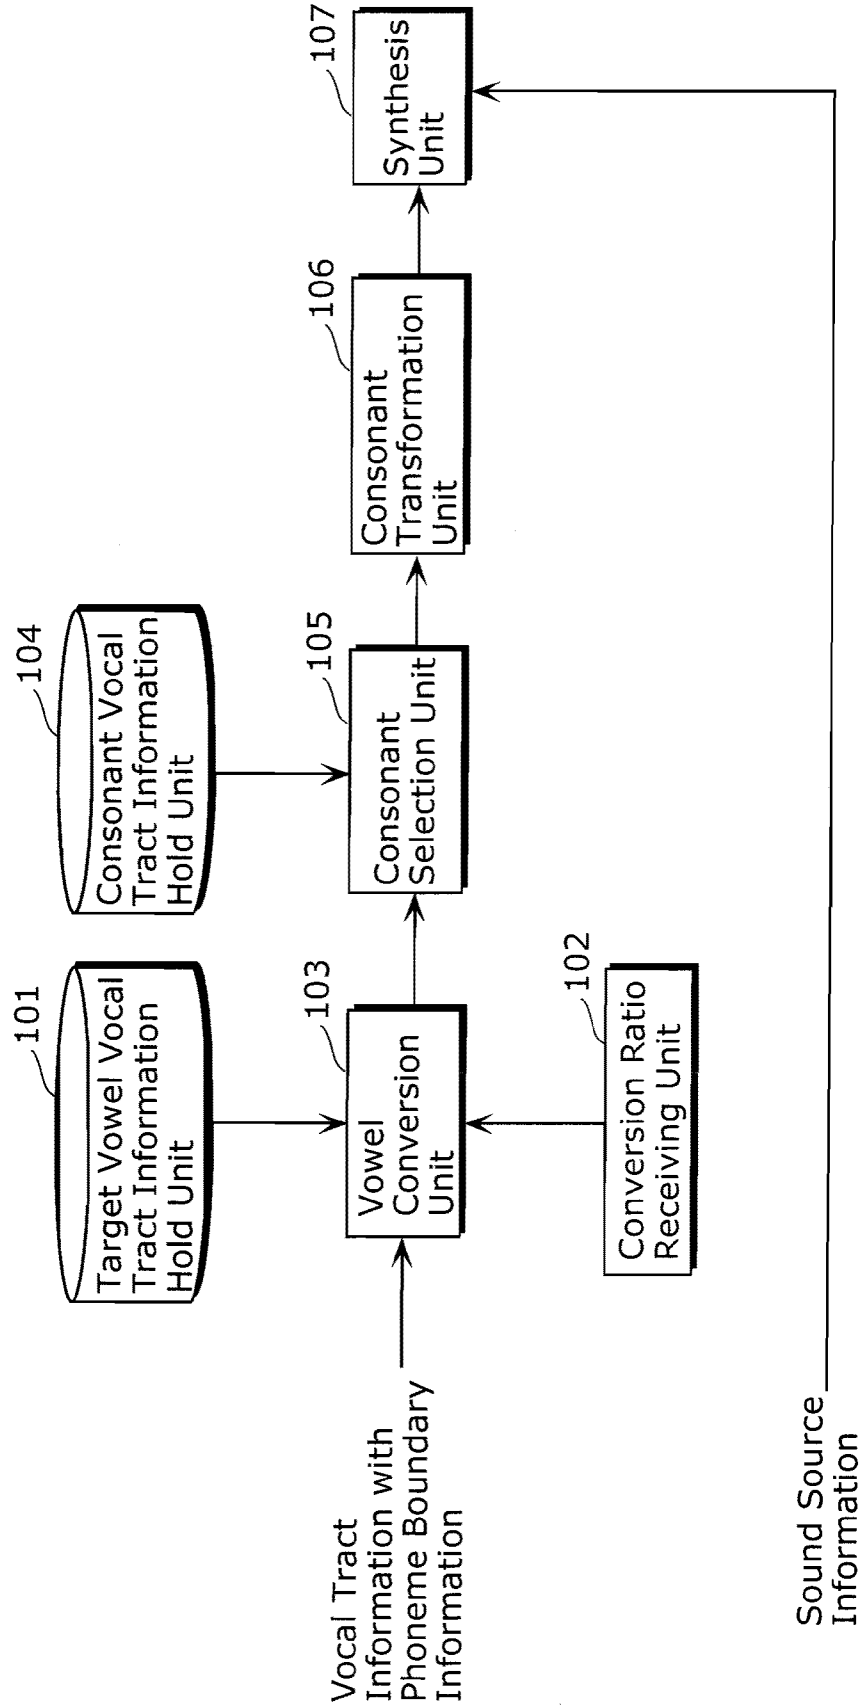 101
Target Vowel Vocal
Tract Information
Hold Unit
104
Consonant Vocal
Tract Information
Hold Unit
Vocal Tract
Information with
Phoneme Boundary
Information
103
Vowel
Conversion
Unit
105
Consonant
Selection Unit
106
Consonant
Transformation
Unit
107
Synthesis
Unit
102
Conversion Ratio
Receiving Unit
Sound Source
Information